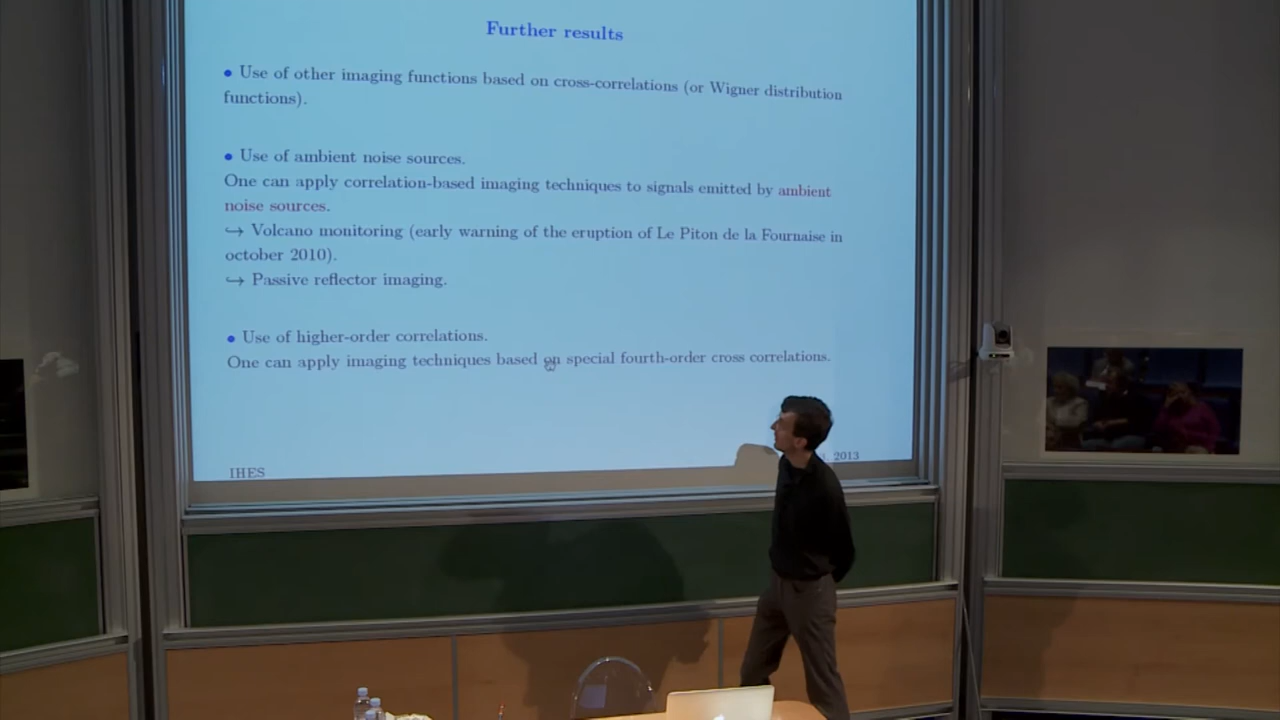 Further results
• Use of other imaging functions based on cross-correlations (or Wigner distribution
functions).
• Use of ambient noise sources.
One can apply correlation-based imaging techniques to signals emitted by ambient
noise sources.
↪ Volcano monitoring (early warning of the eruption of Le Piton de la Fournaise in
october 2010).
↪ Passive reflector imaging.
• Use of higher-order correlations.
One can apply imaging techniques based on special fourth-order cross correlations.
IHES 2013